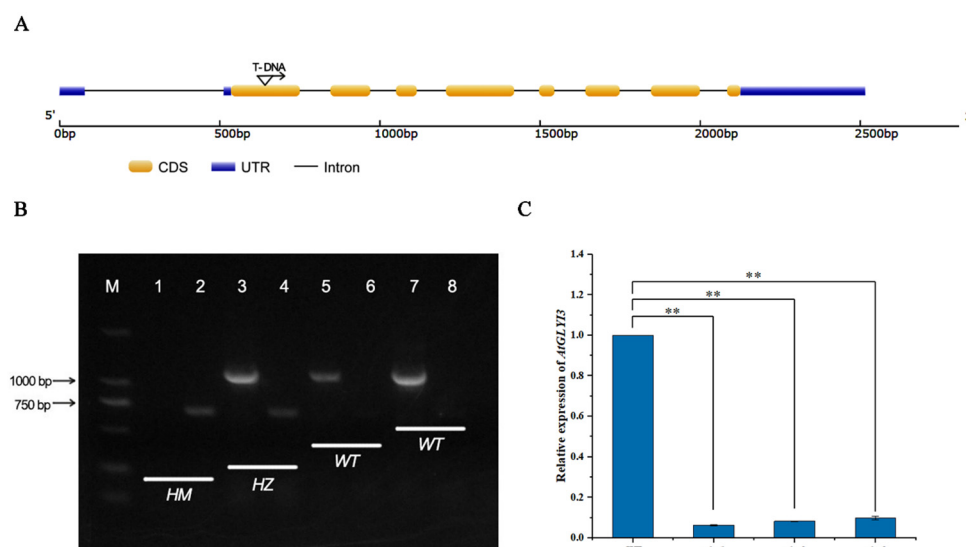 A
T-DNA
5'
0bp 500bp 1000bp 1500bp 2000bp 2500bp
CDS UTR Intron
B
M 1 2 3 4 5 6 7 8
1000 bp
750 bp
HM HZ WT WT
C
Relative expression of AtGLYI3
1.4
1.2
1.0
0.8
0.6
0.4
0.2
0.0
**
**
**